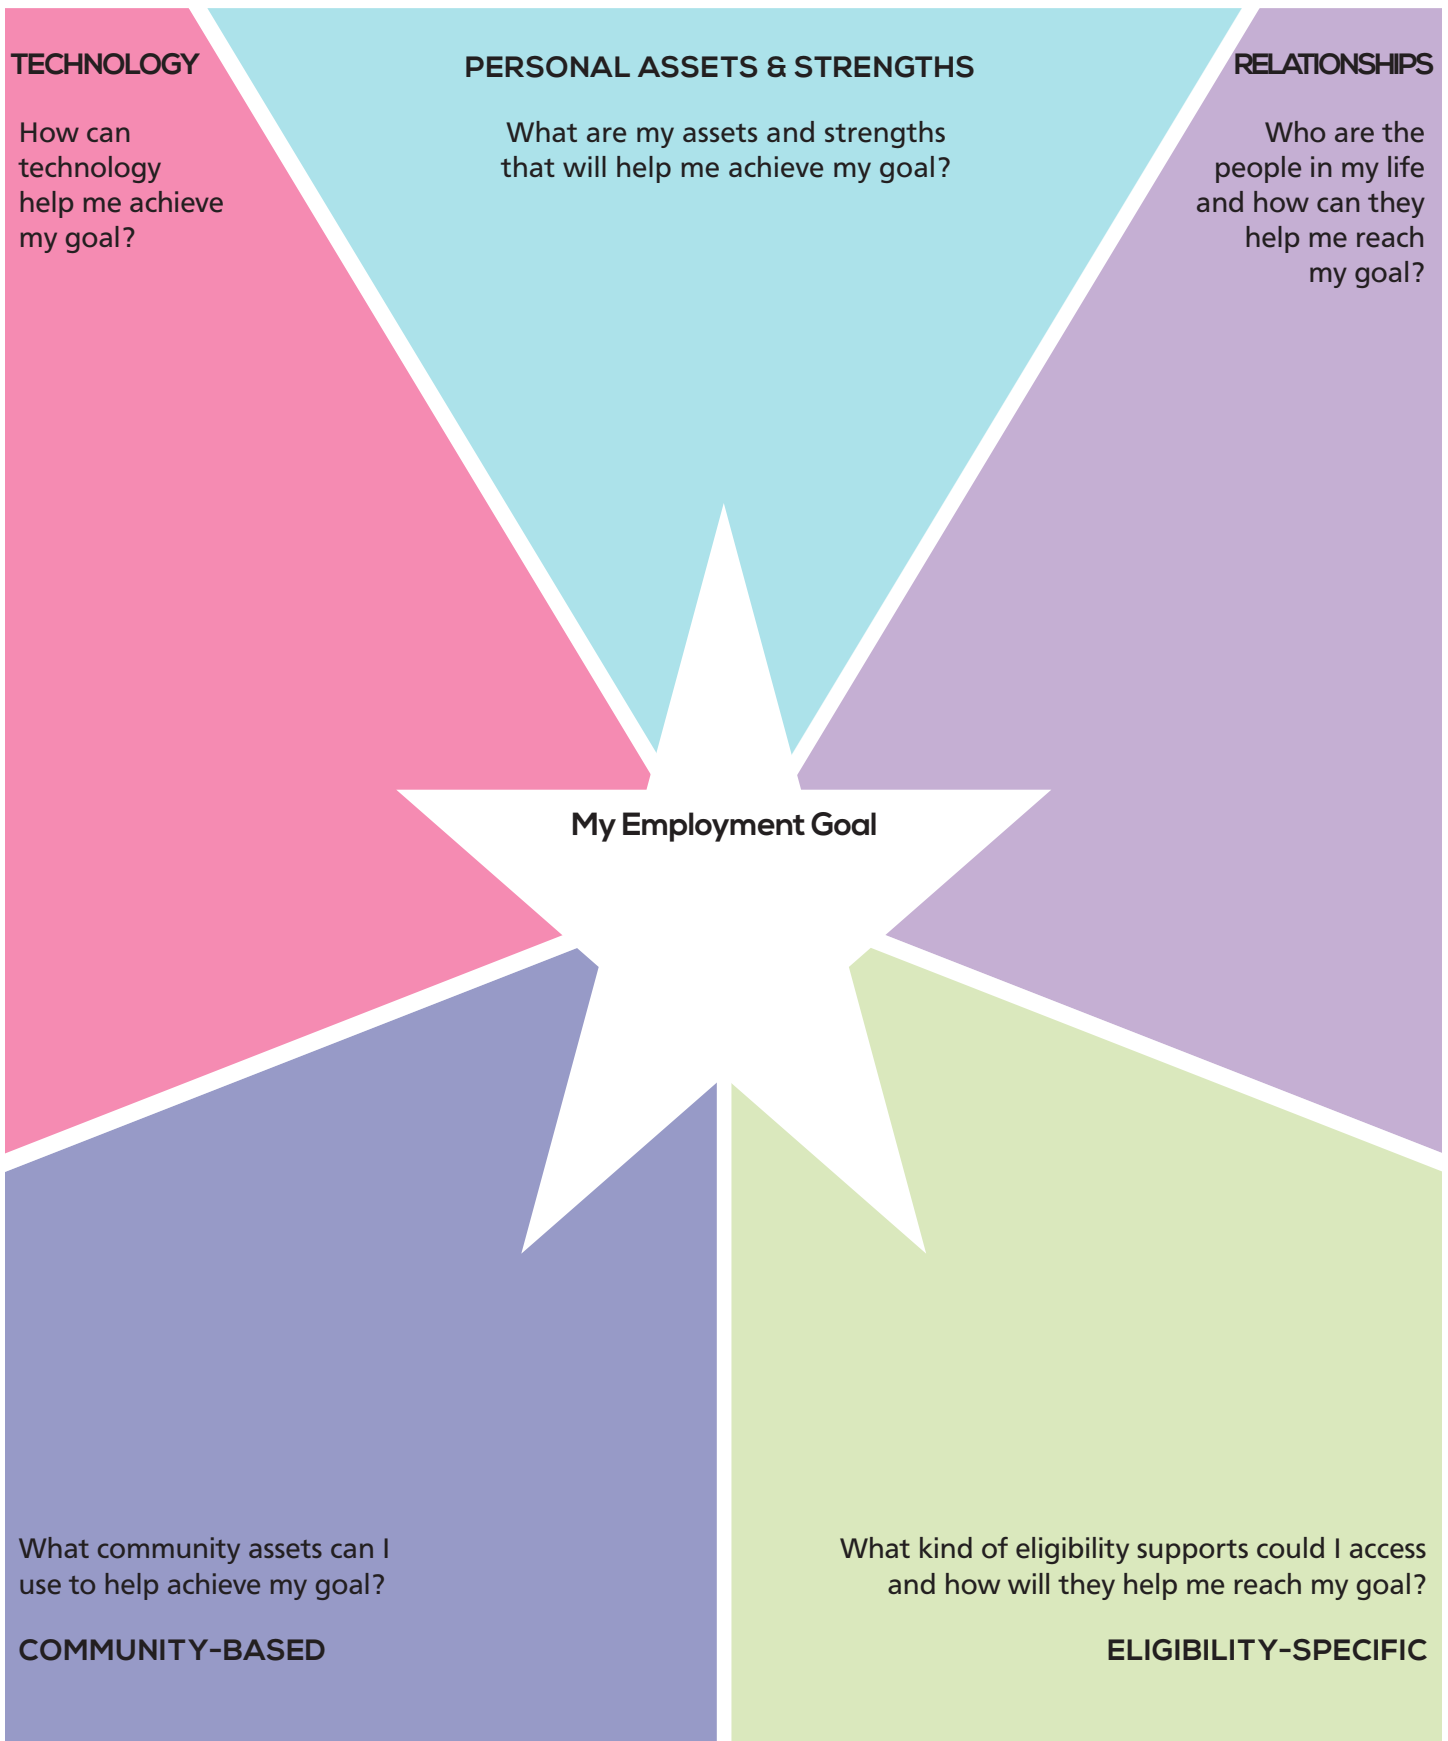 TECHNOLOGY
How can
technology
help me achieve
my goal?
PERSONAL ASSETS & STRENGTHS
What are my assets and strengths
that will help me achieve my goal?
RELATIONSHIPS
Who are the
people in my life
and how can they
help me reach
my goal?
My Employment Goal
What community assets can I
use to help achieve my goal?
COMMUNITY-BASED
What kind of eligibility supports could I access
and how will they help me reach my goal?
ELIGIBILITY-SPECIFIC